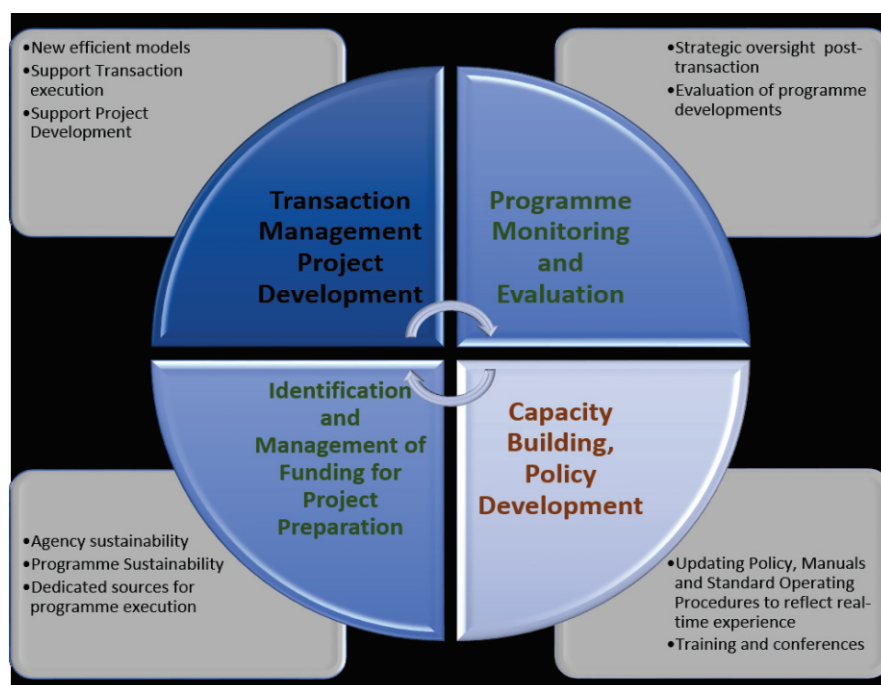 •New efficient models
•Support Transaction
execution
•Support Project
Development
•Strategic oversight post-
transaction
•Evaluation of programme
developments
Transaction
Management
Project
Development
Programme
Monitoring
and
Evaluation
Identification
and
Management of
Funding for
Project
Preparation
Capacity
Building,
Policy
Development
•Agency sustainability
•Programme Sustainability
•Dedicated sources for
programme execution
•Updating Policy, Manuals
and Standard Operating
Procedures to reflect real-
time experience
•Training and conferences